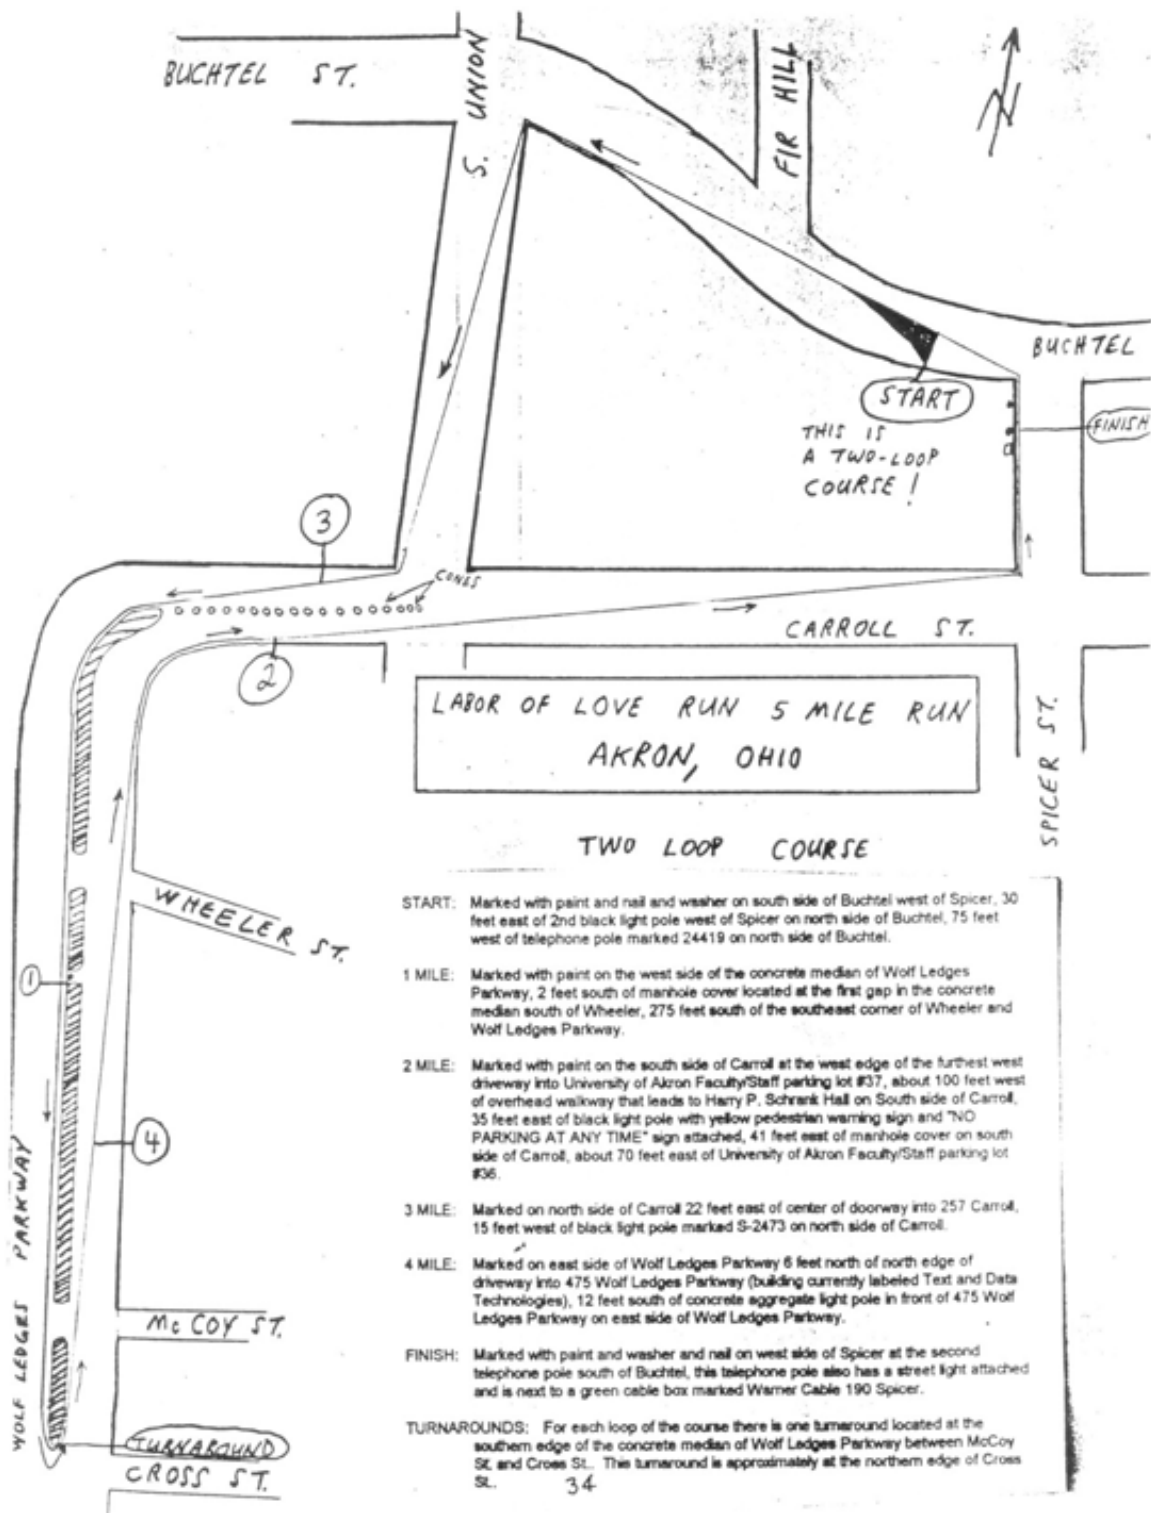 BUCHTEL ST.
S. UNION
FIR HILL
N
BUCHTEL
START
THIS IS
A TWO-LOOP
COURSE!
FINISH
3
CONES
2
CARROLL ST.
LABOR OF LOVE RUN 5 MILE RUN
AKRON, OHIO
SPICER ST.
TWO LOOP COURSE
WHEELER ST.
1
4
WOLF LEDGES PARKWAY
McCOY ST.
TURNAROUND
CROSS ST.
START: Marked with paint and nail and washer on south side of Buchtel west of Spicer, 30
feet east of 2nd black light pole west of Spicer on north side of Buchtel, 75 feet
west of telephone pole marked 24419 on north side of Buchtel.
1 MILE: Marked with paint on the west side of the concrete median of Wolf Ledges
Parkway, 2 feet south of manhole cover located at the first gap in the concrete
median south of Wheeler, 275 feet south of the southeast corner of Wheeler and
Wolf Ledges Parkway.
2 MILE: Marked with paint on the south side of Carroll at the west edge of the furthest west
driveway into University of Akron Faculty/Staff parking lot #37, about 100 feet west
of overhead walkway that leads to Harry P. Schrank Hall on South side of Carroll,
35 feet east of black light pole with yellow pedestrian warning sign and "NO
PARKING AT ANY TIME" sign attached, 41 feet east of manhole cover on south
side of Carroll, about 70 feet east of University of Akron Faculty/Staff parking lot
#36.
3 MILE: Marked on north side of Carroll 22 feet east of center of doorway into 257 Carroll,
15 feet west of black light pole marked S-2473 on north side of Carroll.
4 MILE: Marked on east side of Wolf Ledges Parkway 6 feet north of north edge of
driveway into 475 Wolf Ledges Parkway (building currently labeled Text and Data
Technologies), 12 feet south of concrete aggregate light pole in front of 475 Wolf
Ledges Parkway on east side of Wolf Ledges Parkway.
FINISH: Marked with paint and washer and nail on west side of Spicer at the second
telephone pole south of Buchtel, this telephone pole also has a street light attached
and is next to a green cable box marked Warner Cable 190 Spicer.
TURNAROUNDS: For each loop of the course there is one turnaround located at the
southern edge of the concrete median of Wolf Ledges Parkway between McCoy
St. and Cross St.. This turnaround is approximately at the northern edge of Cross
St..
34